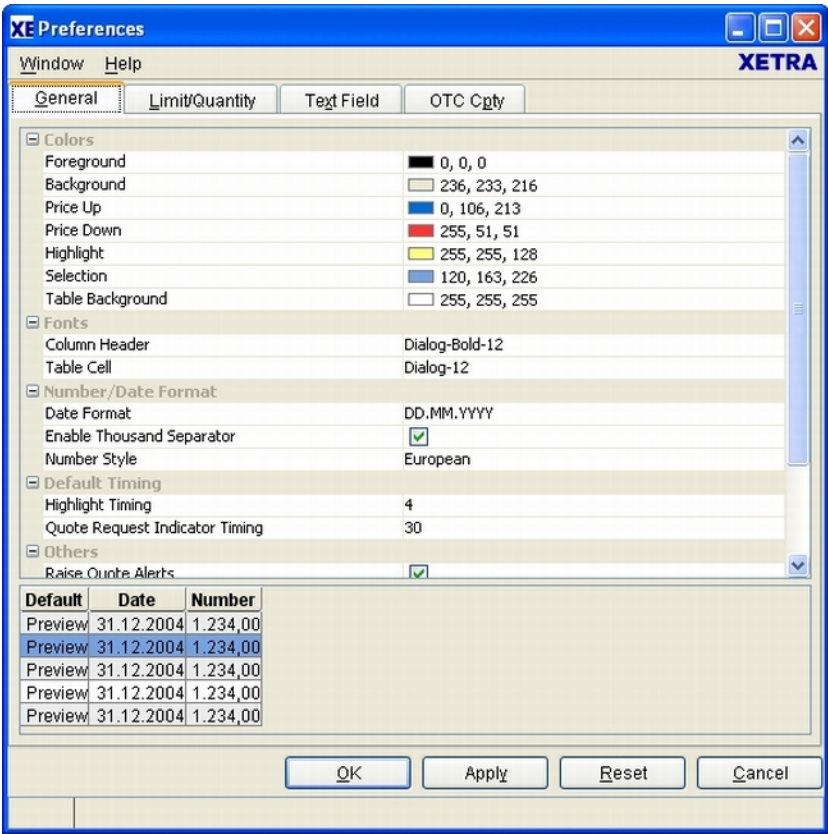 XE Preferences
Window Help XETRA
General Limit/Quantity Text Field OTC Cpty
Colors
Foreground 0, 0, 0
Background 236, 233, 216
Price Up 0, 106, 213
Price Down 255, 51, 51
Highlight 255, 255, 128
Selection 120, 163, 226
Table Background 255, 255, 255
Fonts
Column Header Dialog-Bold-12
Table Cell Dialog-12
Number/Date Format
Date Format DD.MM.YYYY
Enable Thousand Separator
Number Style European
Default Timing
Highlight Timing 4
Quote Request Indicator Timing 30
Others
Raise Quote Alerts
Default Date Number
Preview 31.12.2004 1.234,00
Preview 31.12.2004 1.234,00
Preview 31.12.2004 1.234,00
Preview 31.12.2004 1.234,00
Preview 31.12.2004 1.234,00
OK Apply Reset Cancel